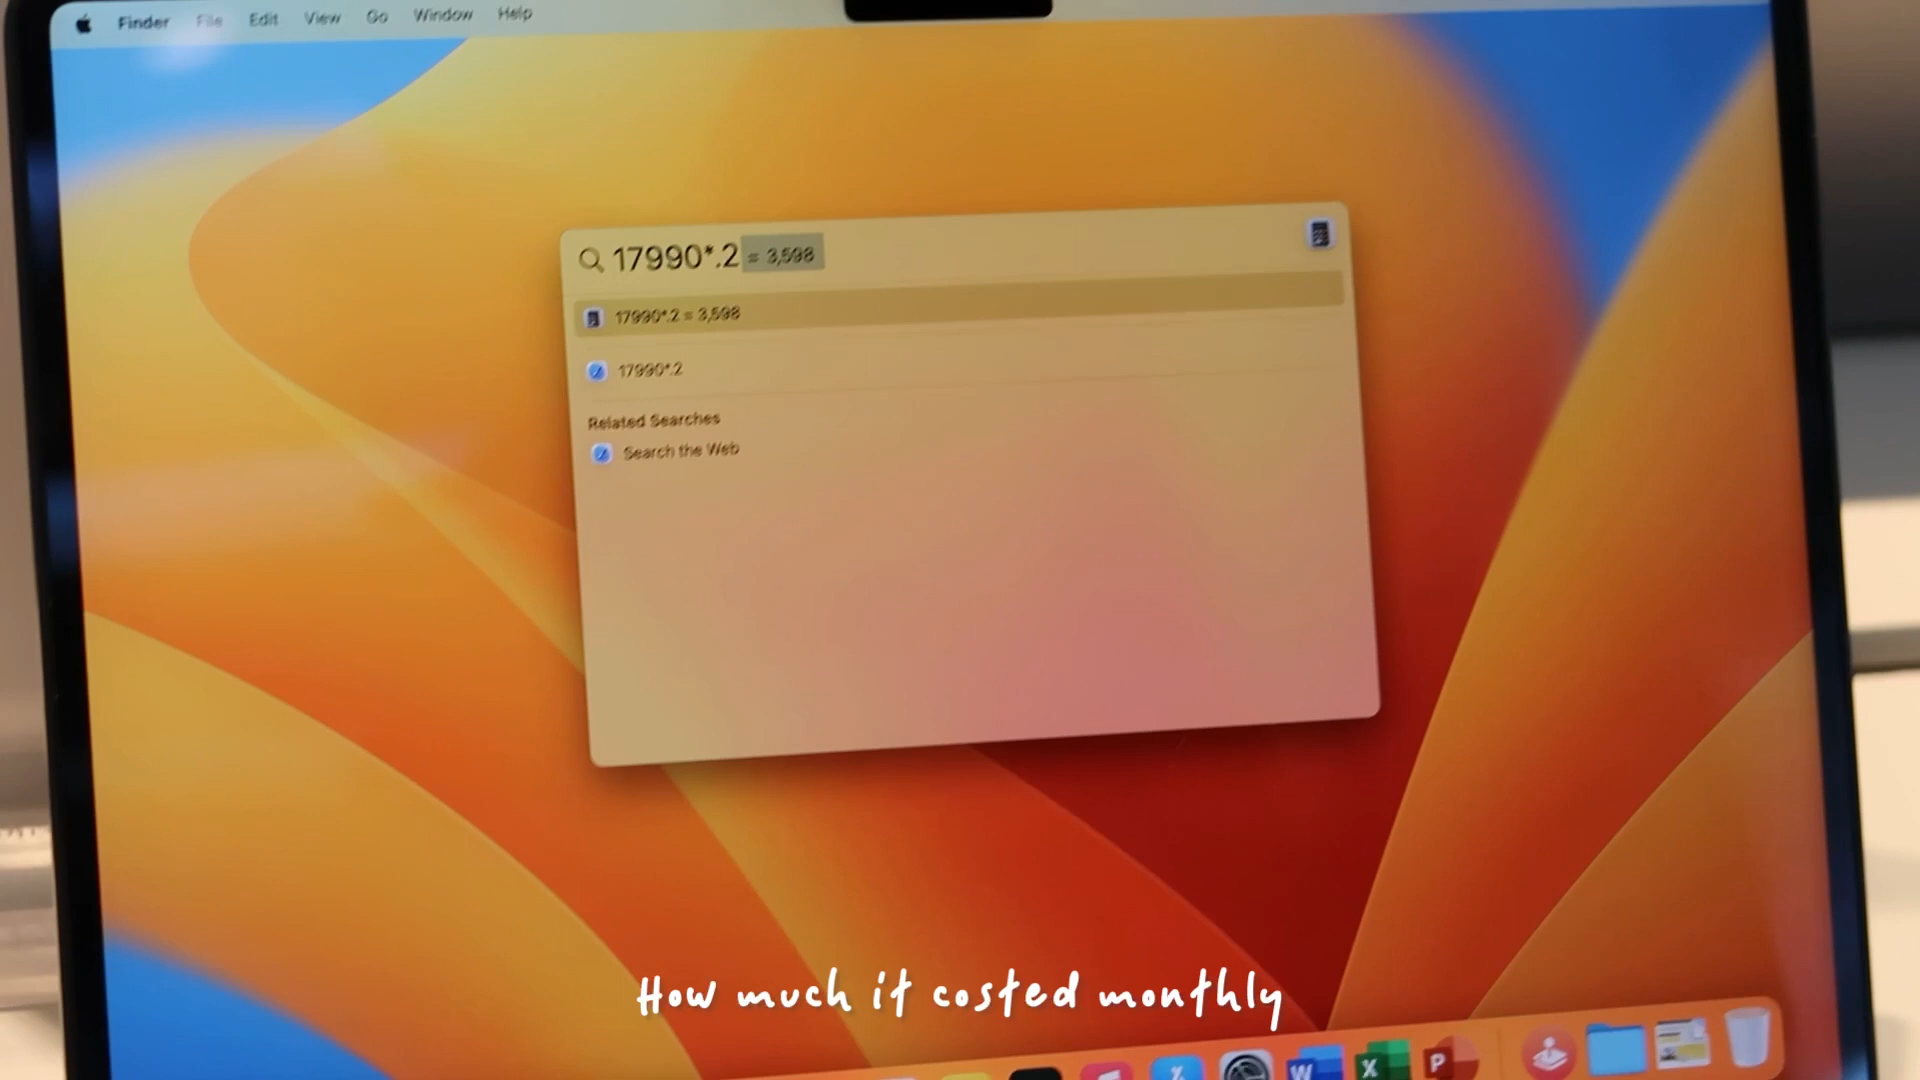 Finder File Edit View Go Window Help
17990*.2 = 3,598
17990*.2 = 3,598
17990*.2
Related Searches
Search the Web
How much it costed monthly
W
X
P